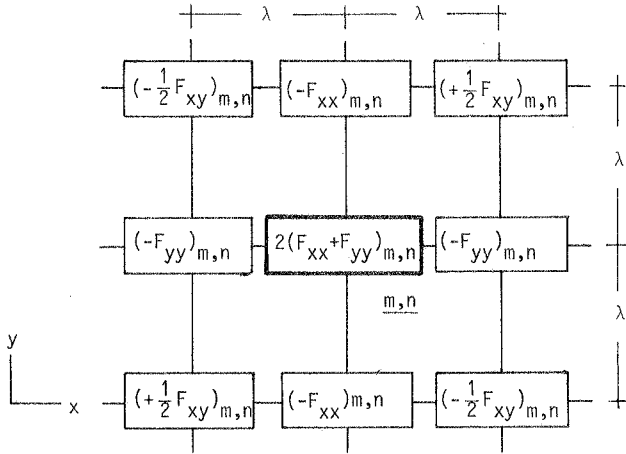 λ λ
(-1/2 F_xy)_m,n (-F_xx)_m,n (+1/2 F_xy)_m,n
λ
(-F_yy)_m,n 2(F_xx+F_yy)_m,n (-F_yy)_m,n
m,n
λ
y
x
(+1/2 F_xy)_m,n (-F_xx)m,n (-1/2 F_xy)_m,n